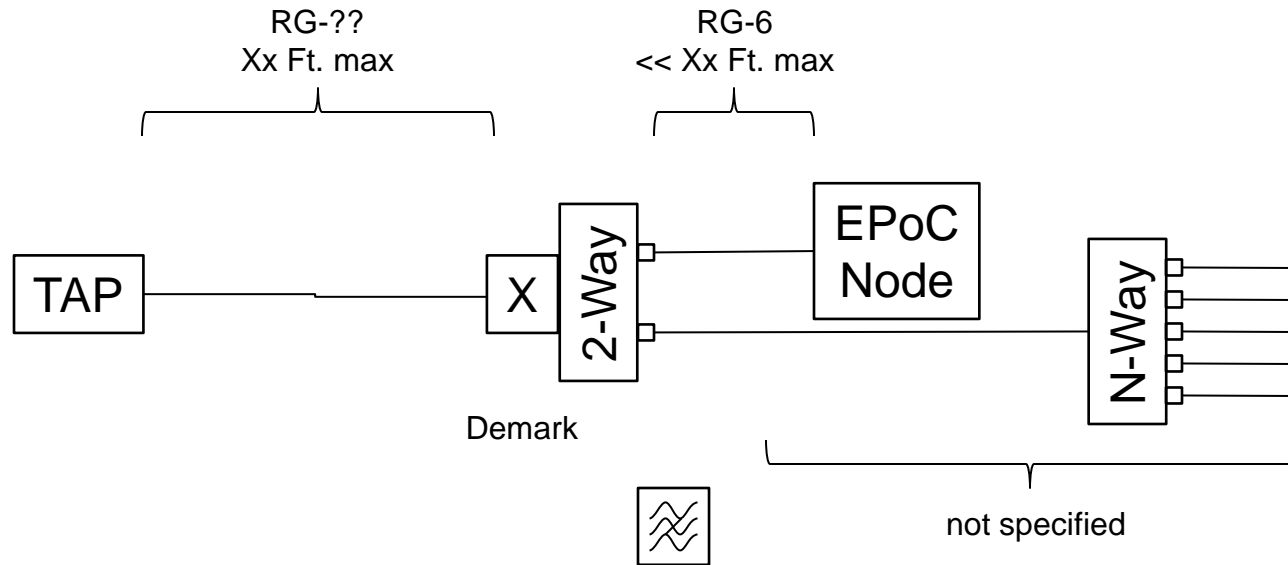 RG-??
Xx Ft. max
RG-6
<< Xx Ft. max
TAP
X
2-Way
EPoC
Node
N-Way
Demark
not specified